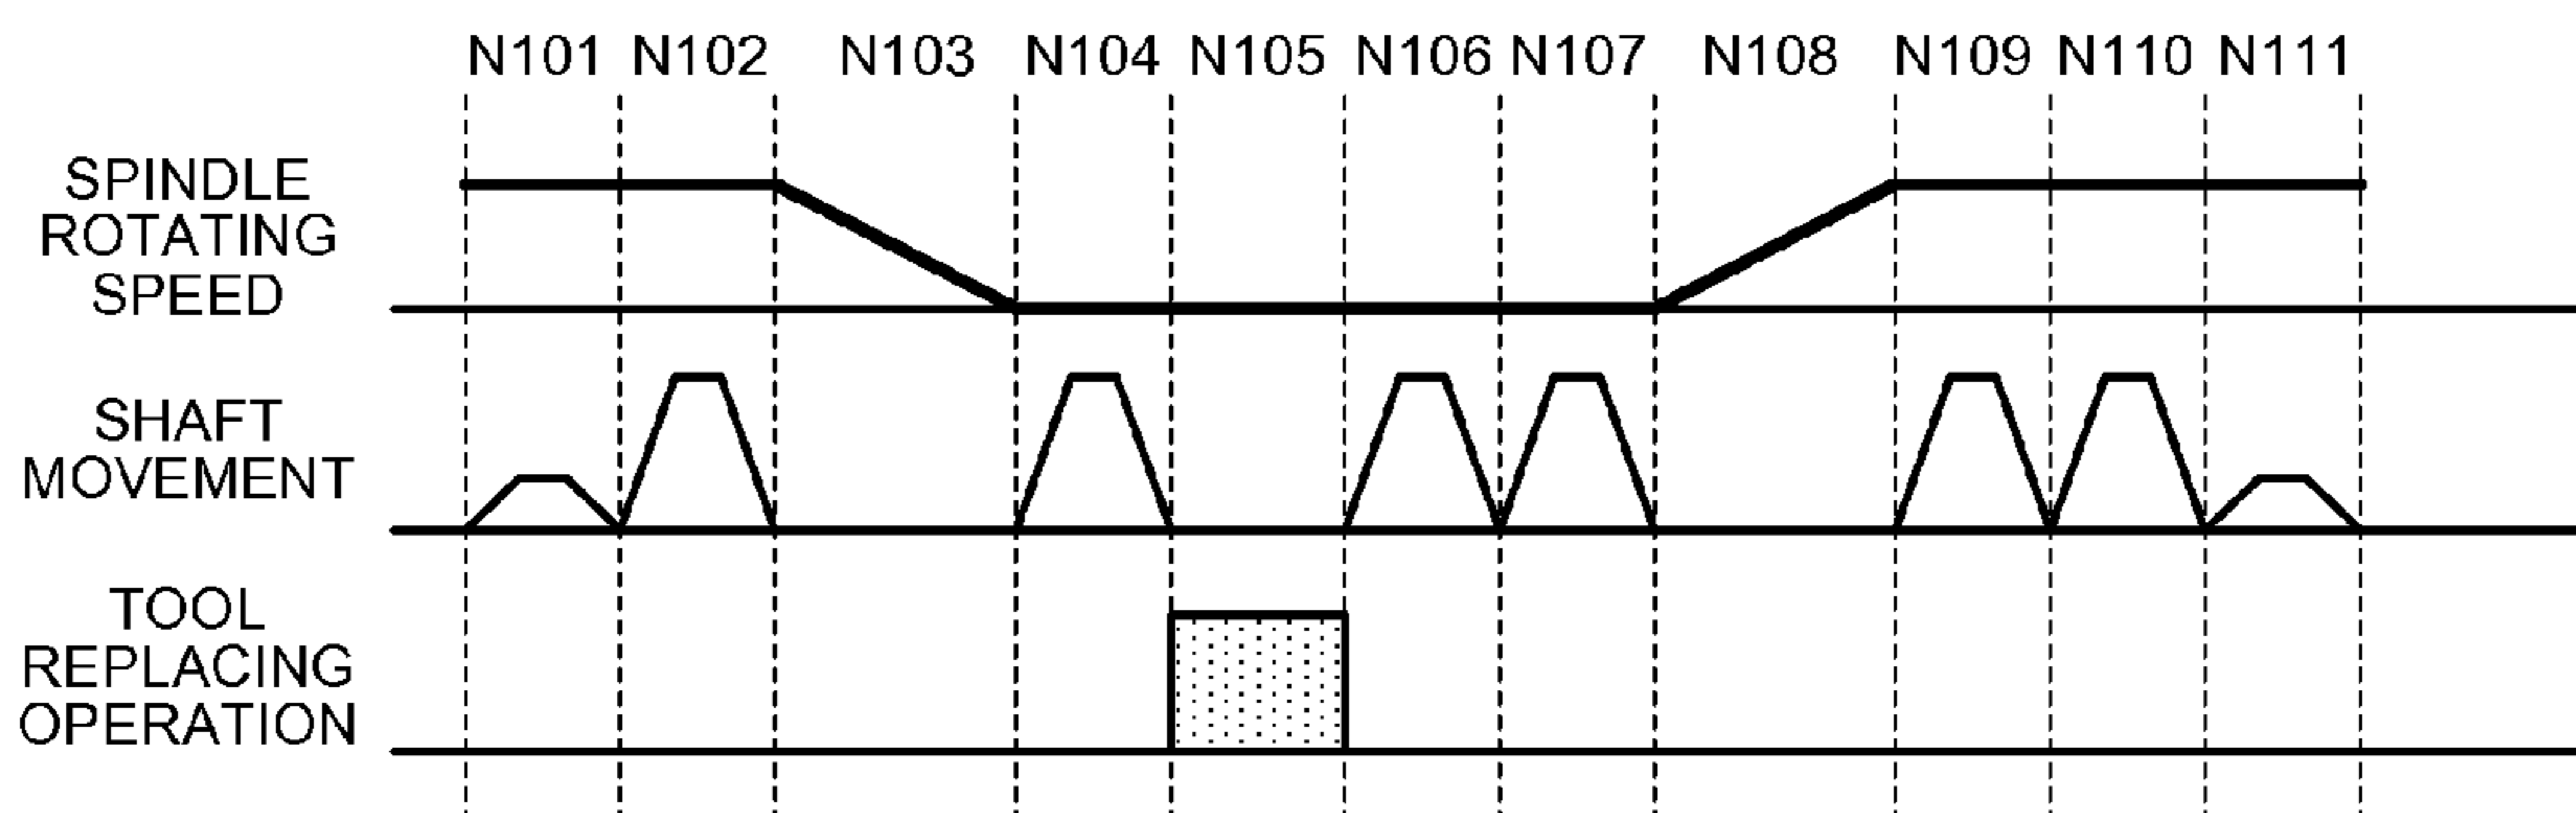 N101 N102 N103 N104 N105 N106 N107 N108 N109 N110 N111
SPINDLE
ROTATING
SPEED
SHAFT
MOVEMENT
TOOL
REPLACING
OPERATION